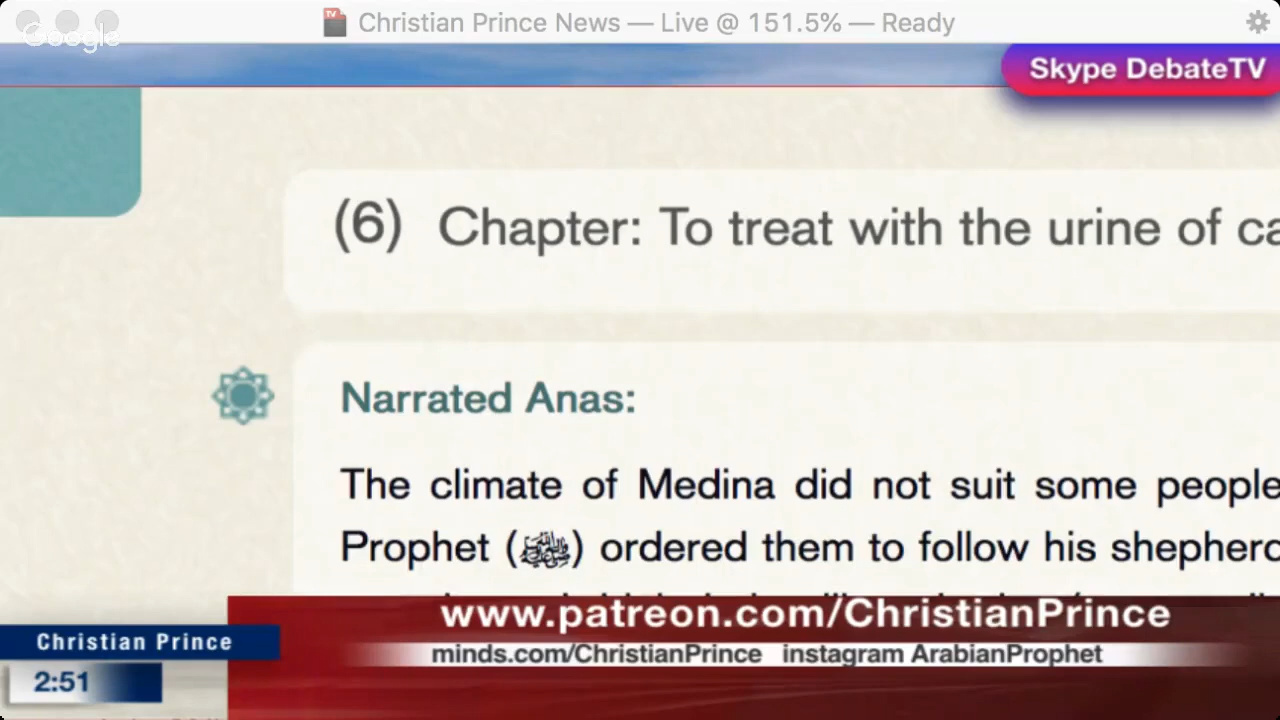 Christian Prince News — Live @ 151.5% — Ready
Google
TV
Skype DebateTV
(6) Chapter: To treat with the urine of ca
Narrated Anas:
The climate of Medina did not suit some people
Prophet (ﷺ) ordered them to follow his shepherd
www.patreon.com/ChristianPrince
Christian Prince
minds.com/ChristianPrince instagram ArabianProphet
2:51